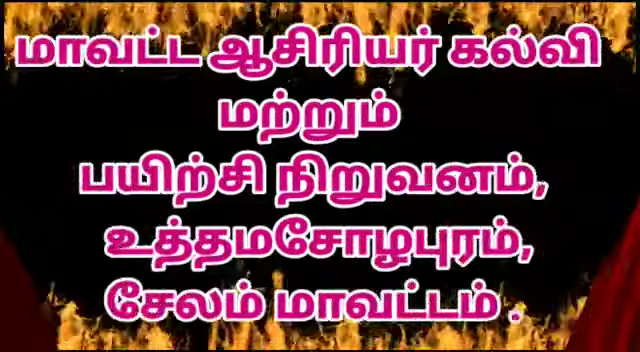 மாவட்ட ஆசிரியர் கல்வி
மற்றும்
பயிற்சி நிறுவனம்,
உத்தமசோழபுரம்,
சேலம் மாவட்டம் .